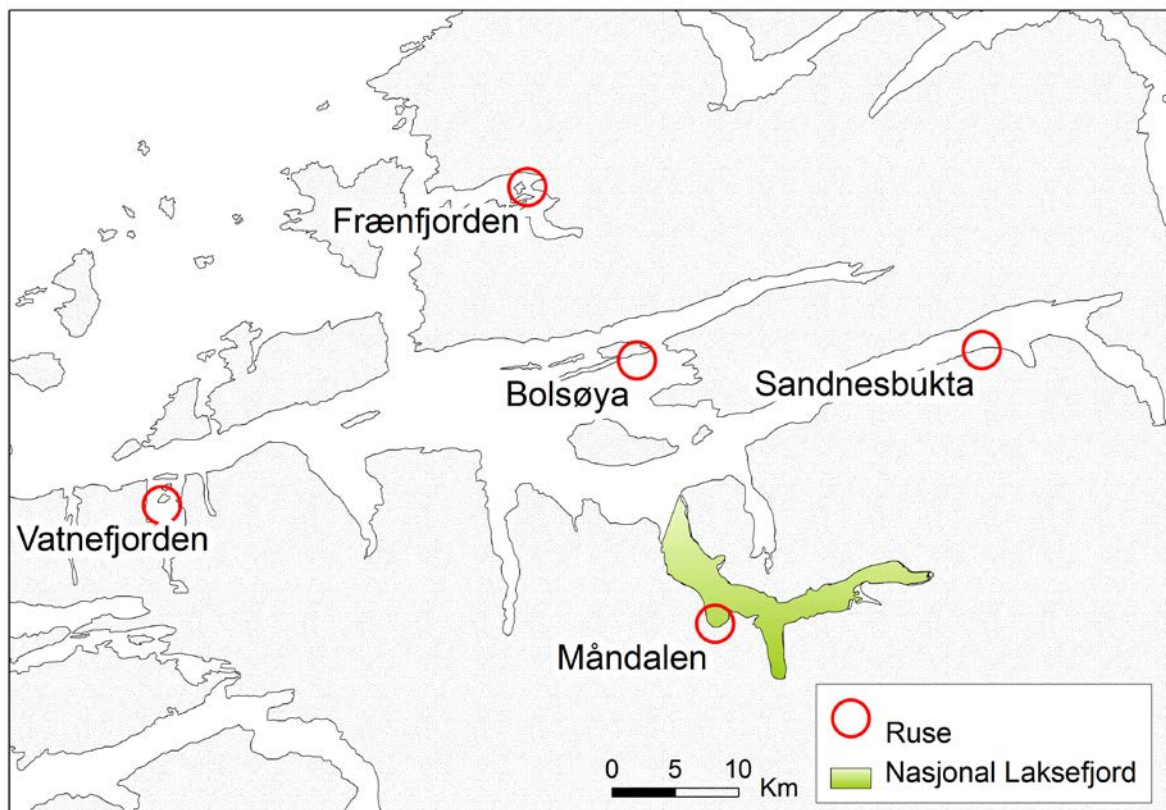 Frænfjorden
Bolsøya
Sandnesbukta
Vatnefjorden
Måndalen
Ruse
Nasjonal Laksefjord
0 5 10
Km